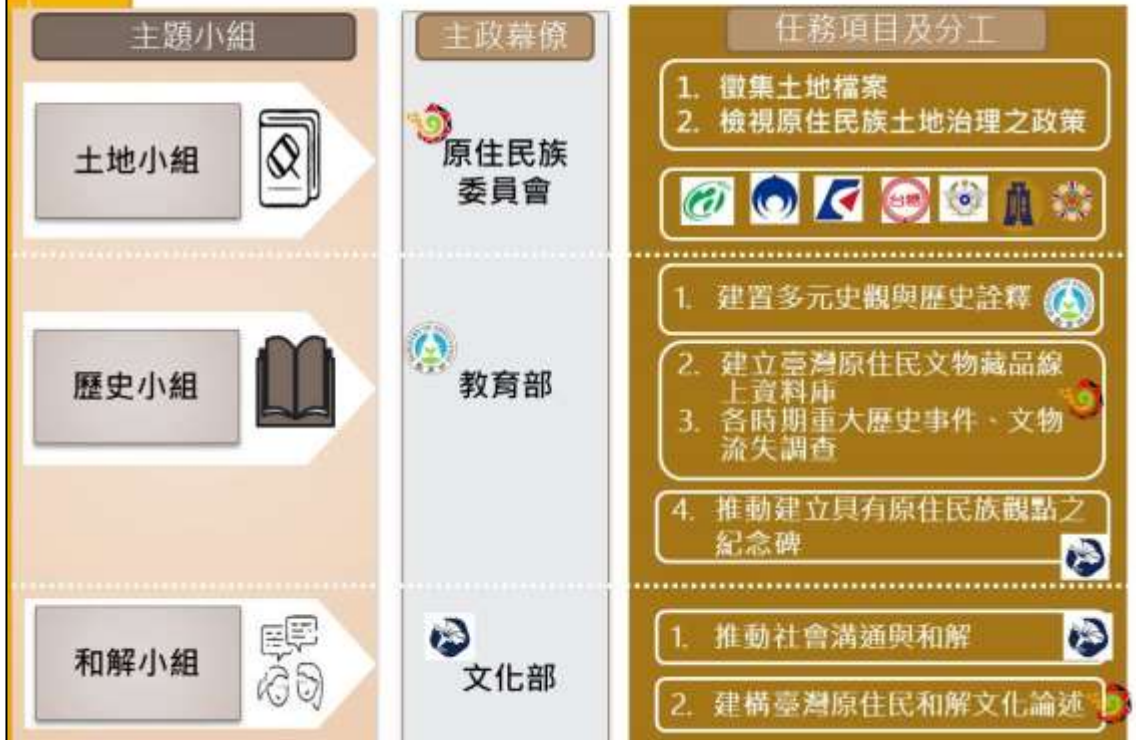 主題小組
主政幕僚
任務項目及分工
土地小組
原住民族
委員會
1. 徵集土地檔案
2. 檢視原住民族土地治理之政策
台糖
歷史小組
教育部
1. 建置多元史觀與歷史詮釋
2. 建立臺灣原住民文物藏品線
上資料庫
3. 各時期重大歷史事件、文物
流失調查
4. 推動建立具有原住民族觀點之
紀念碑
和解小組
文化部
1. 推動社會溝通與和解
2. 建構臺灣原住民和解文化論述